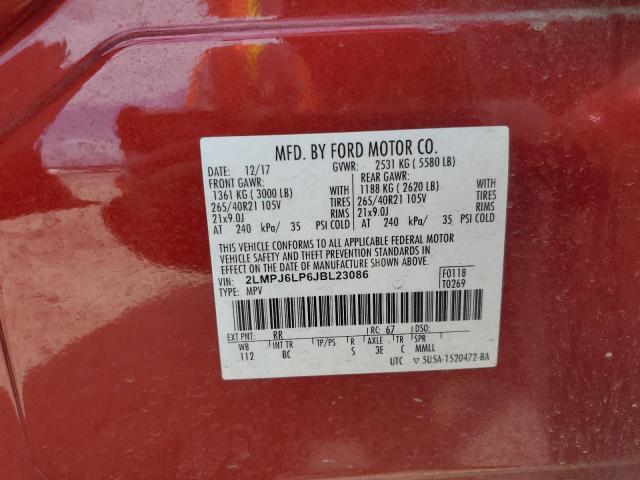 MFD. BY FORD MOTOR CO.
DATE: 12/17 GVWR: 2531 KG ( 5580 LB)
FRONT GAWR: REAR GAWR:
1361 KG ( 3000 LB) WITH 1188 KG ( 2620 LB) WITH
265/40R21 105V TIRES 265/40R21 105V TIRES
21x9.0J RIMS 21x9.0J RIMS
AT 240 kPa/ 35 PSI COLD AT 240 kPa/ 35 PSI COLD
THIS VEHICLE CONFORMS TO ALL APPLICABLE FEDERAL MOTOR
VEHICLE SAFETY AND THEFT PREVENTION STANDARDS IN
EFFECT ON THE DATE OF MANUFACTURE SHOWN ABOVE.
VIN: 2LMPJ6LP6JBL23086 F0118
TYPE: MPV T0269
EXT PNT: RR RC: 67 DSO:
WB INT TR TP/PS R AXLE TR SPR
112 BC S 3E C MMLL
UTC ▽ 5U5A-1520472-BA